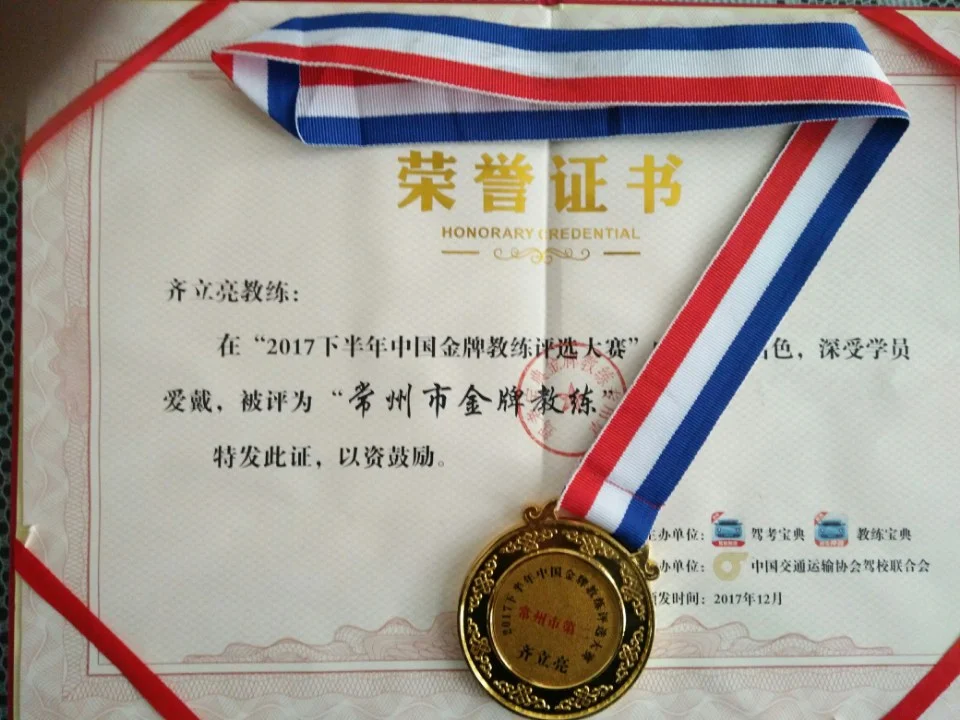 荣誉证书
HONORARY CREDENTIAL
齐立亮教练:
在“2017下半年中国金牌教练评选大赛” 色，深受学员
爱戴，被评为“常州市金牌教练”
特发此证，以资鼓励。
办单位: 驾考宝典 教练宝典
办单位: 中国交通运输协会驾校联合会
发时间: 2017年12月
2017下半年中国金牌教练评选大赛
常州市第
齐立亮